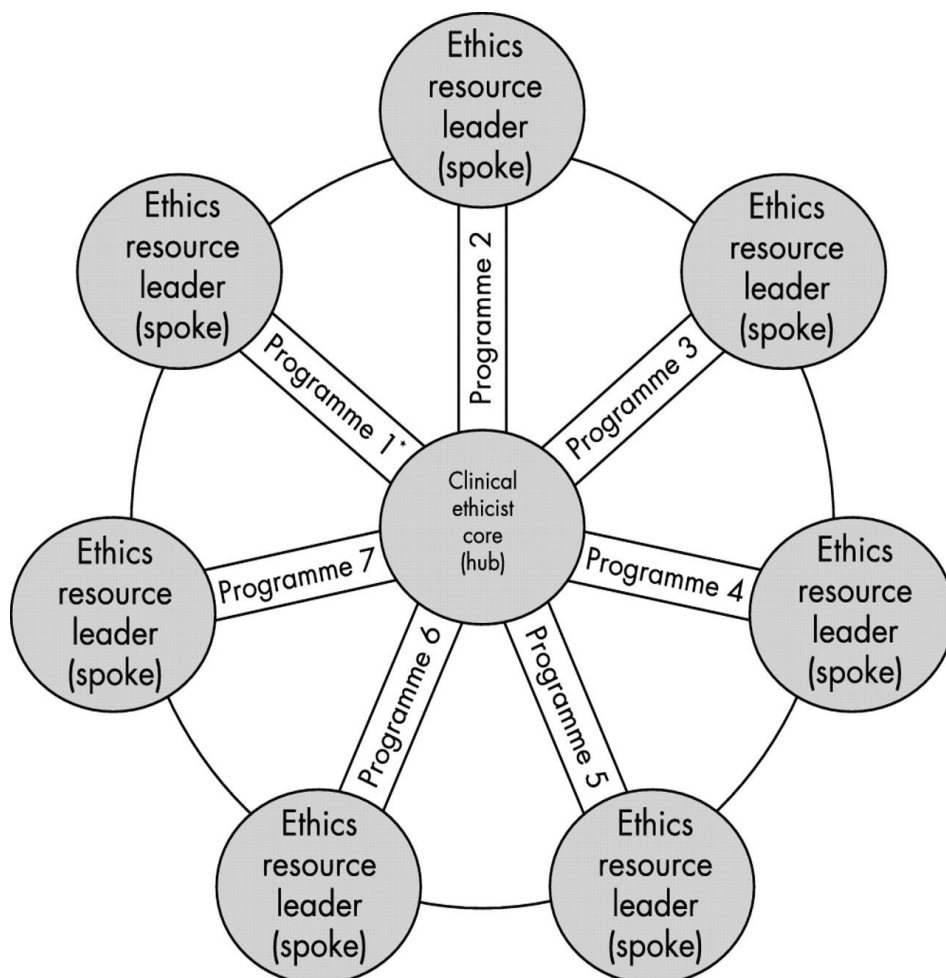 Ethics
resource
leader
(spoke)
Ethics
resource
leader
(spoke)
Ethics
resource
leader
(spoke)
Programme 1*
Programme 2
Programme 3
Clinical
ethicist
core
(hub)
Ethics
resource
leader
(spoke)
Programme 7
Programme 4
Ethics
resource
leader
(spoke)
Programme 6
Programme 5
Ethics
resource
leader
(spoke)
Ethics
resource
leader
(spoke)